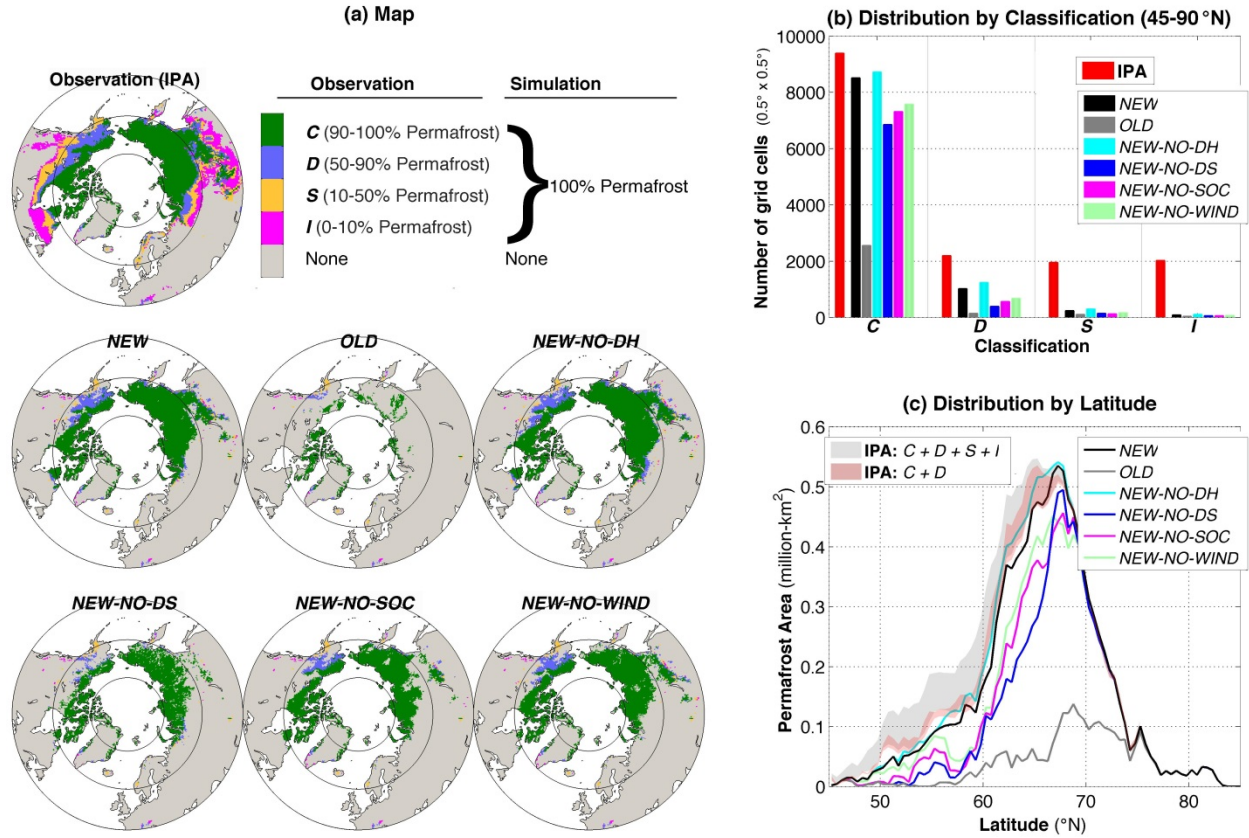 (a) Map
Observation (IPA)
Observation
Simulation
C (90-100% Permafrost)
D (50-90% Permafrost)
S (10-50% Permafrost)
I (0-10% Permafrost)
None
100% Permafrost
None
NEW
OLD
NEW-NO-DH
NEW-NO-DS
NEW-NO-SOC
NEW-NO-WIND
(b) Distribution by Classification (45-90 °N)
Number of grid cells (0.5° x 0.5°)
10000
8000
6000
4000
2000
0
IPA
NEW
OLD
NEW-NO-DH
NEW-NO-DS
NEW-NO-SOC
NEW-NO-WIND
C
D
S
I
Classification
(c) Distribution by Latitude
Permafrost Area (million-km²)
0.6
0.5
0.4
0.3
0.2
0.1
0
IPA: C + D + S + I
IPA: C + D
NEW
OLD
NEW-NO-DH
NEW-NO-DS
NEW-NO-SOC
NEW-NO-WIND
50
60
70
80
Latitude (°N)